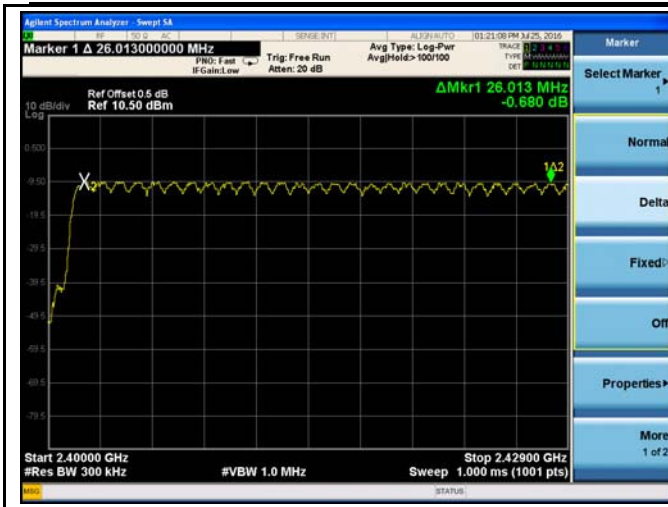 Agilent Spectrum Analyzer - Swept SA
RF 50 Ω AC SENSE:INT ALIGN AUTO 01:21:08 PM Jul 25, 2016
Marker 1 Δ 26.013000000 MHz
PNO: Fast
IFGain:Low
Trig: Free Run
Atten: 20 dB
Avg Type: Log-Pwr
Avg|Hold:> 100/100
TRACE 1 2 3 4 5 6
TYPE
DET P N N N N N
Ref Offset 0.5 dB
10 dB/div Ref 10.50 dBm
Log
ΔMkr1 26.013 MHz
-0.680 dB
0.500
-9.50
-19.5
-29.5
-39.5
-49.5
-59.5
-69.5
-79.5
X2
1Δ2
Start 2.40000 GHz
Stop 2.42900 GHz
#Res BW 300 kHz
#VBW 1.0 MHz
Sweep 1.000 ms (1001 pts)
MSG
STATUS
Marker
Select Marker
1
Normal
Delta
Fixed
Off
Properties
More
1 of 2